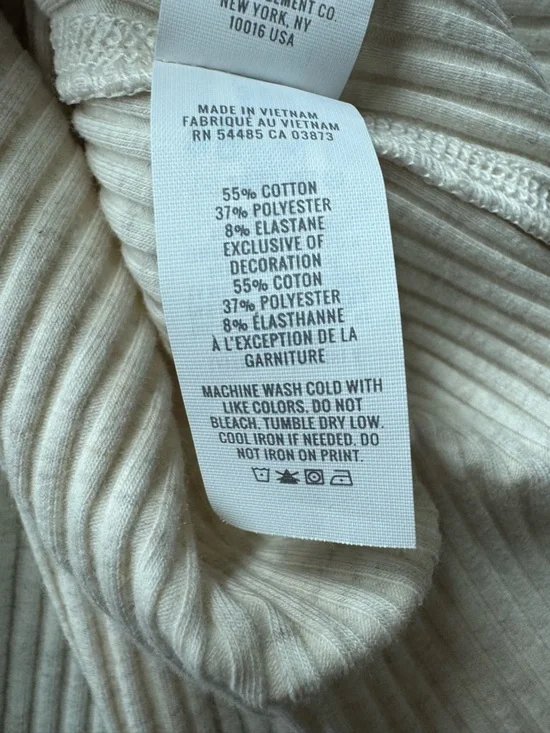 NEW YORK, NY
10016 USA
MADE IN VIETNAM
FABRIQUÉ AU VIETNAM
RN 54485 CA 03873
55% COTTON
37% POLYESTER
8% ELASTANE
EXCLUSIVE OF
DECORATION
55% COTON
37% POLYESTER
8% ÉLASTHANNE
À L'EXCEPTION DE LA
GARNITURE
MACHINE WASH COLD WITH
LIKE COLORS. DO NOT
BLEACH. TUMBLE DRY LOW.
COOL IRON IF NEEDED. DO
NOT IRON ON PRINT.